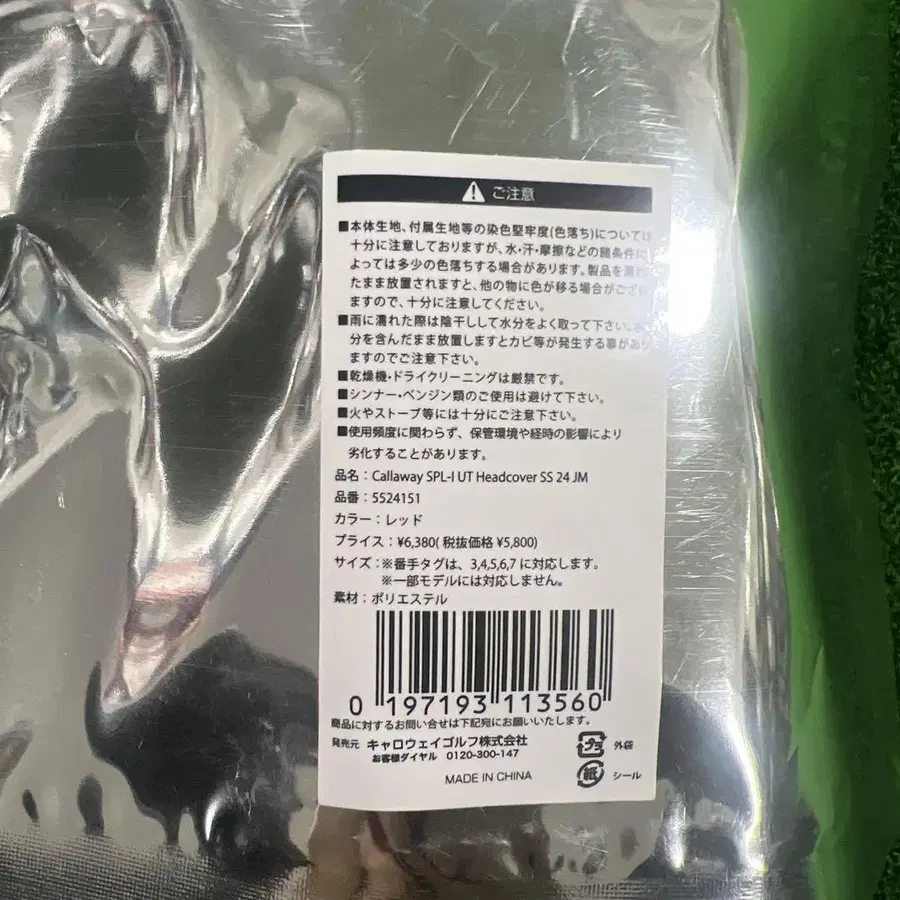 ご注意
■本体生地、付属生地等の染色堅牢度(色落ち)については
十分に注意しておりますが、水・汗・摩擦などの諸条件に
よっては多少の色落ちする場合があります。製品を濡れ
たまま放置されますと、他の物に色が移る場合がござい
ますので、十分に注意してください。
■雨に濡れた際は陰干しして水分をよく取って下さい。
分を含んだまま放置しますとカビ等が発生する事があり
ますのでご注意下さい。
■乾燥機・ドライクリーニングは厳禁です。
■シンナー・ベンジン類のご使用は避けて下さい。
■火やストーブ等には十分にご注意下さい。
■使用頻度に関わらず、保管環境や経時の影響により
劣化することがあります。
品名：Callaway SPL-I UT Headcover SS 24 JM
品番：5524151
カラー：レッド
プライス：¥6,380( 税抜価格 ¥5,800)
サイズ：※番手タグは、3,4,5,6,7 に対応します。
※一部モデルには対応しません。
素材：ポリエステル
0 197193 113560
商品に対するお問い合せは下記宛にお願いいたします。
発売元 キャロウェイゴルフ株式会社
お客様ダイヤル 0120-300-147
MADE IN CHINA
プラ 外袋
紙 シール